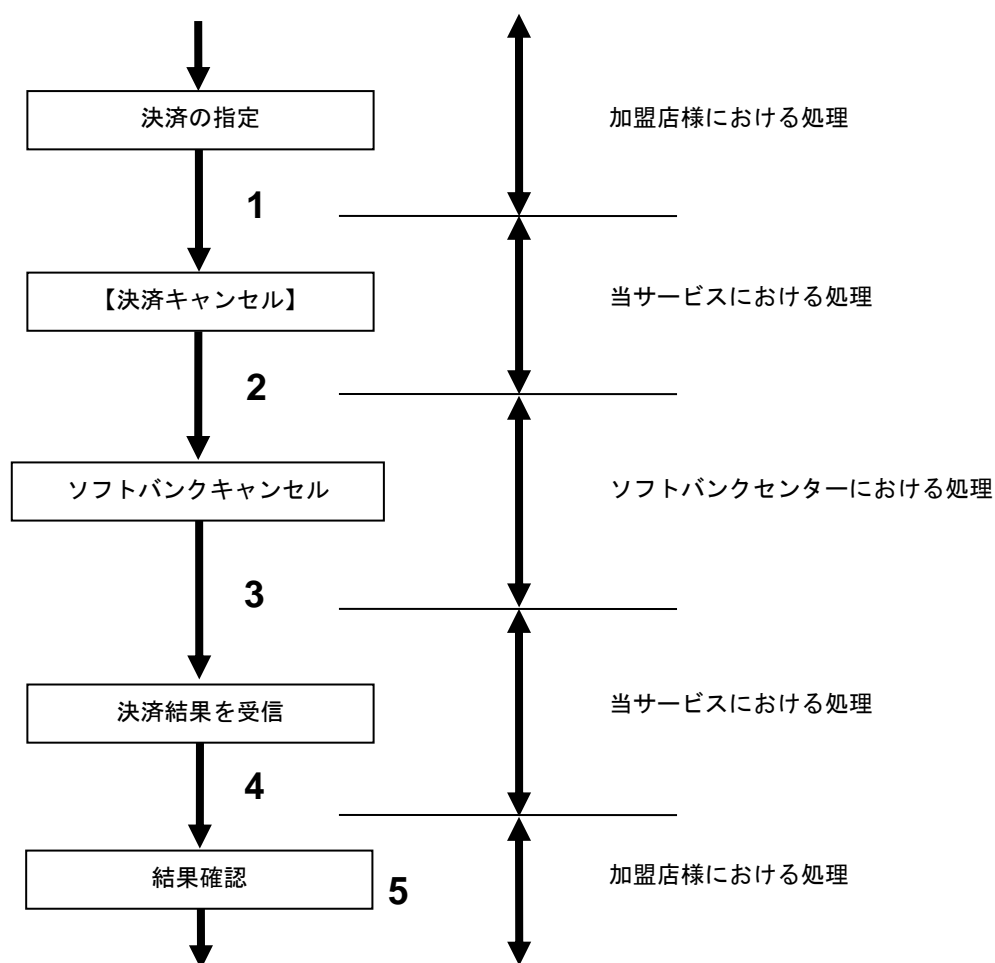 決済の指定
加盟店様における処理
1
【決済キャンセル】
当サービスにおける処理
2
ソフトバンクキャンセル
ソフトバンクセンターにおける処理
3
決済結果を受信
当サービスにおける処理
4
結果確認
5
加盟店様における処理